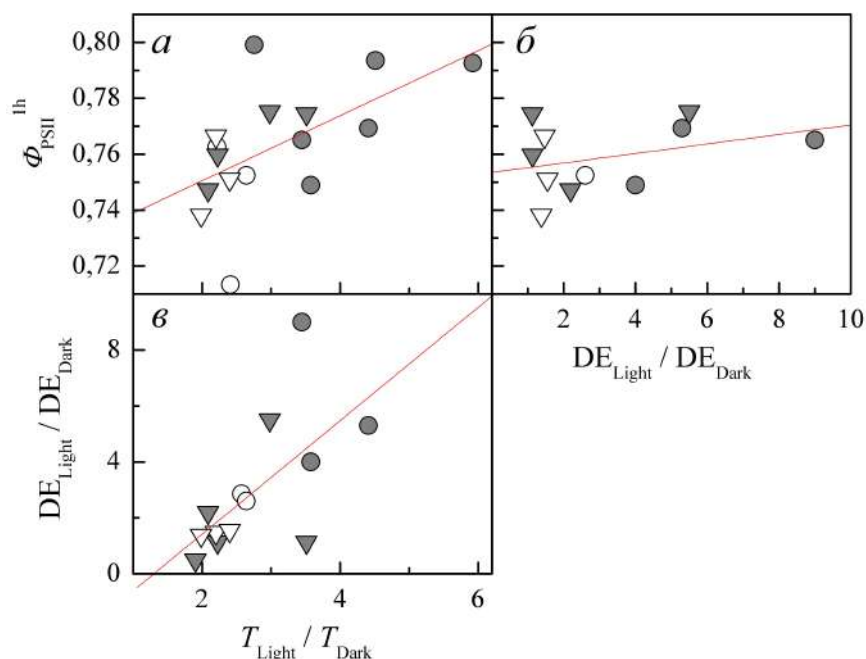 а
б
0,80
0,78
0,76
0,74
0,72
Φ_PSII^1h
2 4 6 8 10
DE_Light / DE_Dark
в
8
4
0
DE_Light / DE_Dark
2 4 6
T_Light / T_Dark